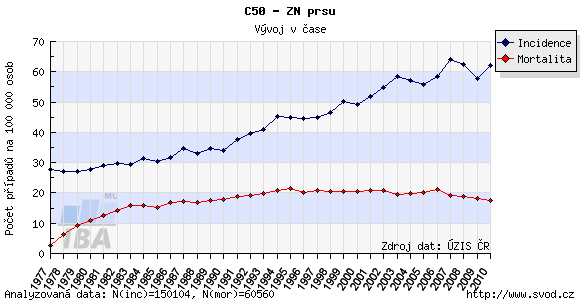 C50 - ZN prsu
Vývoj v čase
Incidence
Mortalita
Počet případů na 100 000 osob
70
60
50
40
30
20
10
0
ML
IBA
Zdroj dat: ÚZIS ČR
1977 1978 1979 1980 1981 1982 1983 1984 1985 1986 1987 1988 1989 1990 1991 1992 1993 1994 1995 1996 1997 1998 1999 2000 2001 2002 2003 2004 2005 2006 2007 2008 2009 2010
Analyzovaná data: N(inc)=150104, N(mor)=60560
http://www.svod.cz